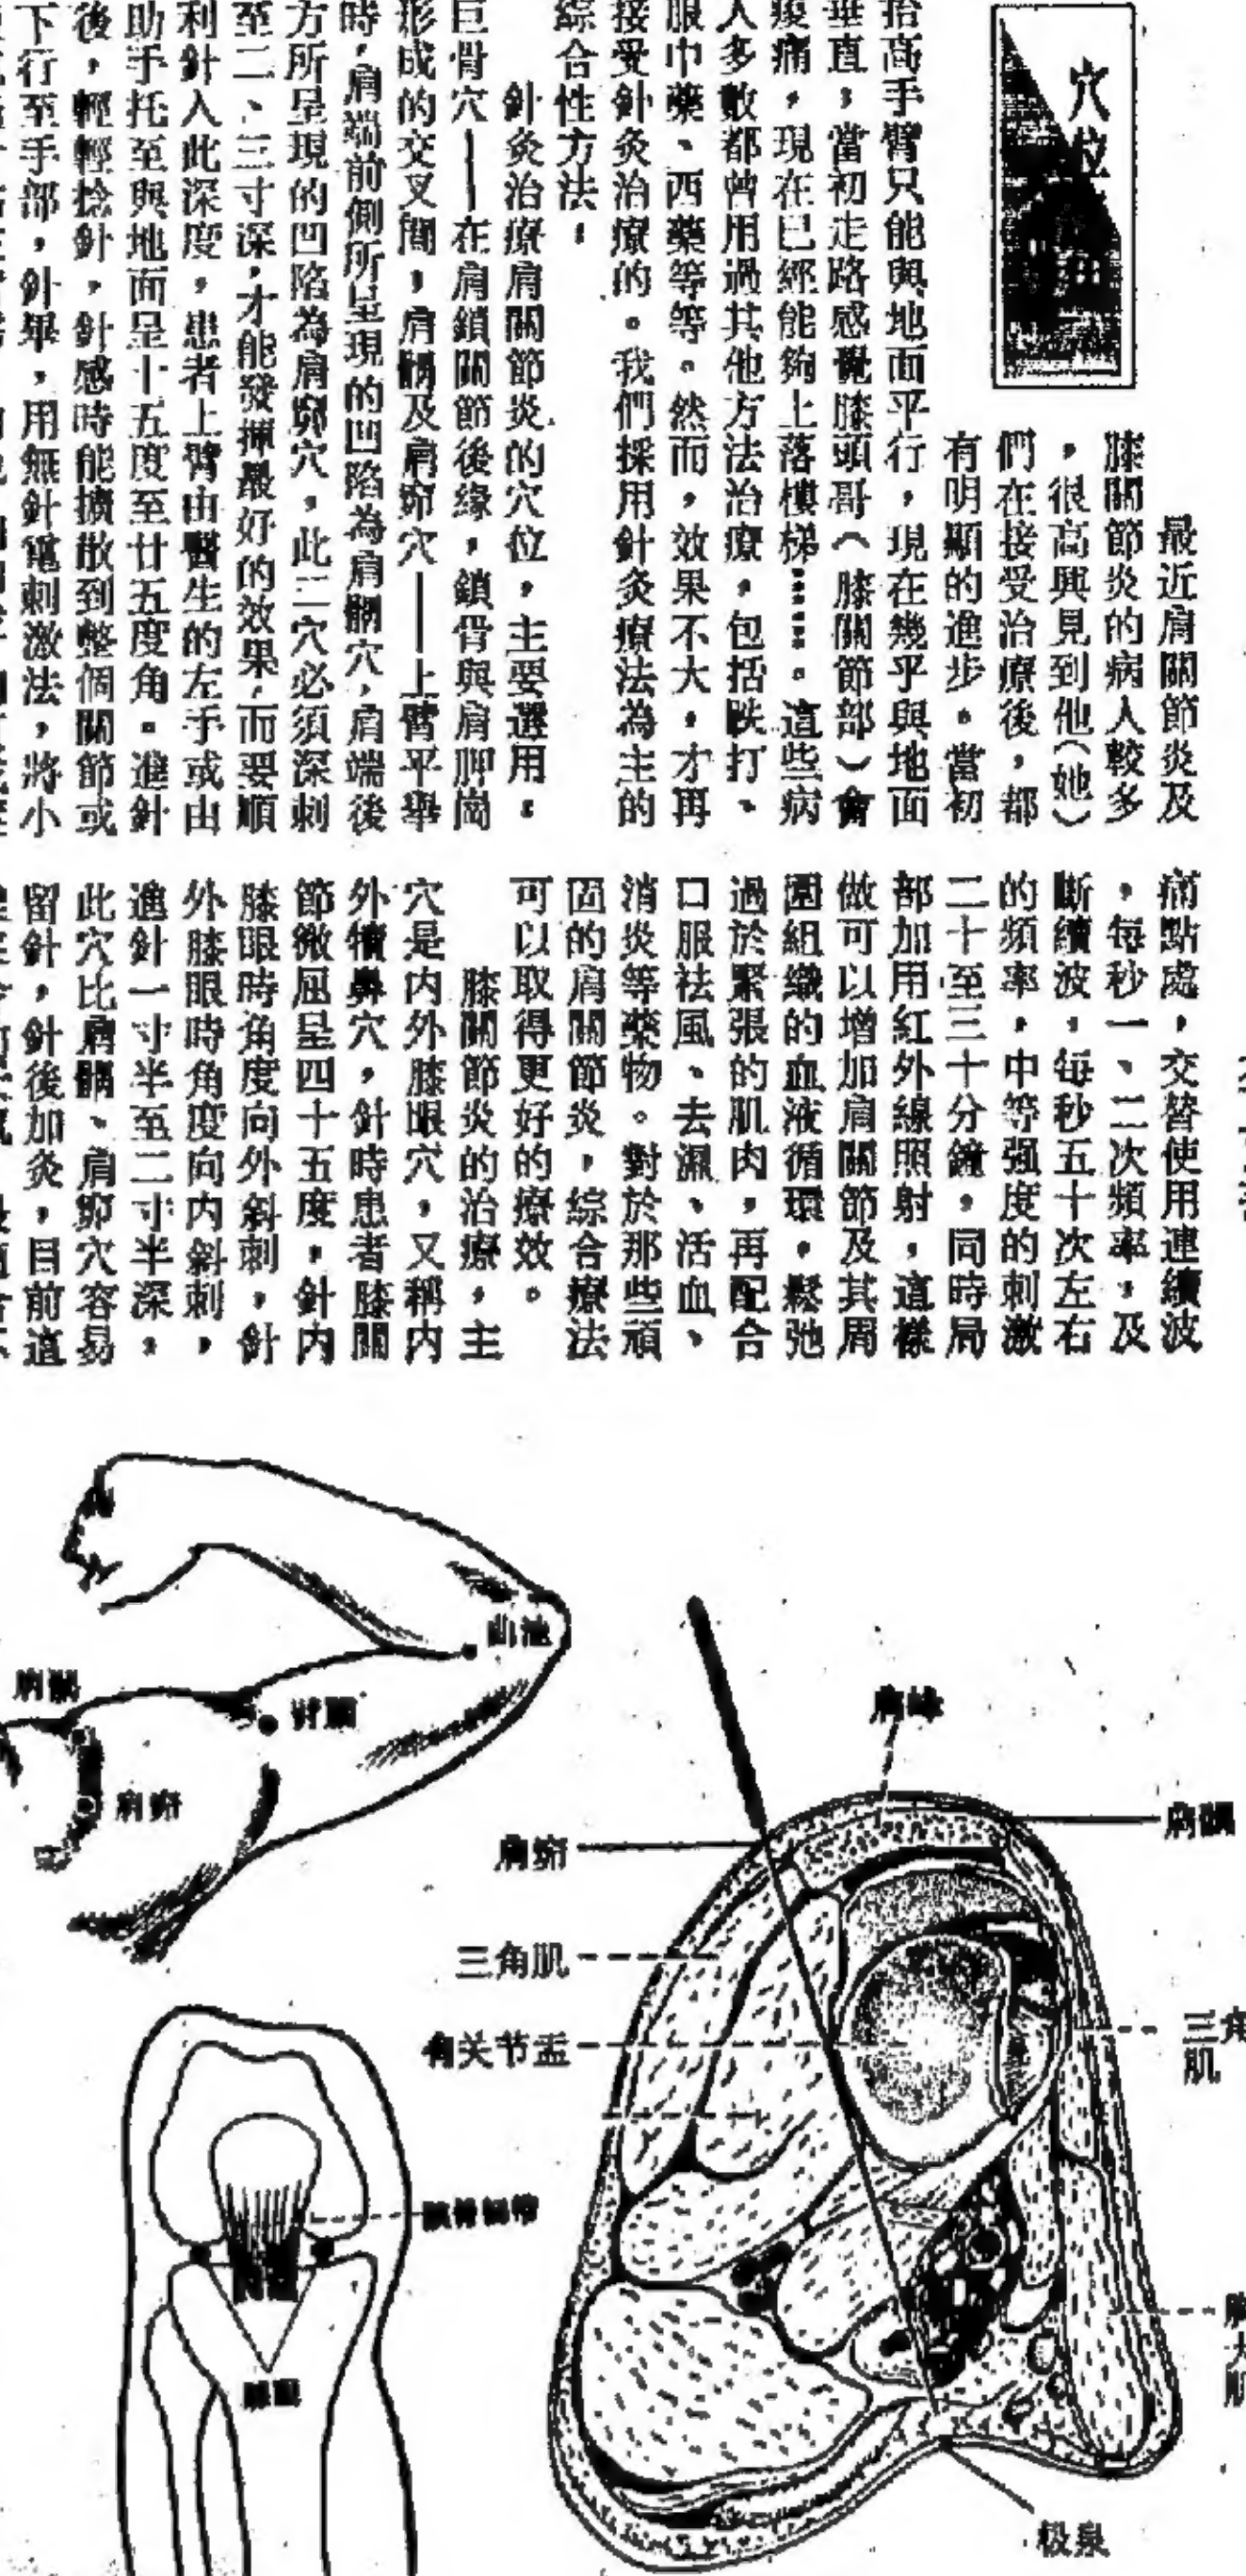 穴位
最近肩關節炎及
膝關節炎的病人較多
，很高興見到他（她）
們在接受治療後，都
有明顯的進步。當初
抬高手臂只能與地面平行，現在幾乎與地面
垂直，當初走路感覺膝頭哥（膝關節部）會
痠痛，現在已經能夠上落樓梯……。這些病
人多數都曾用過其他方法治療，包括跌打、
服巾藥、西藥等等。然而，效果不大，才再
接受針灸治療的。我們採用針灸療法為主的
綜合性方法。
針灸治療肩關節炎的穴位，主要選用：
巨骨穴——在肩鎖關節後緣，鎖骨與肩胛崗
形成的交叉間，肩髃及肩窌穴——上臂平舉
時，肩端前側所呈現的凹陷為肩髃穴，肩端後
方所呈現的凹陷為肩窌穴，此二穴必須深刺
至二、三寸深，才能發揮最好的效果，而要順
利針入此深度，患者上臂由醫生的左手或由
助手托至與地面呈十五度至廿五度角。進針
後，輕輕捻針，針感時能擴散到整個關節或
下行至手部，針畢，用無針電刺激法，將小
痛點處，交替使用連續波
，每秒一、二次頻率，及
斷續波，每秒五十次左右
的頻率，中等强度的刺激
二十至三十分鐘，同時局
部加用紅外線照射，這樣
做可以增加肩關節及其周
圍組織的血液循環，鬆弛
過於緊張的肌肉，再配合
口服祛風、去濕、活血、
消炎等藥物。對於那些頑
固的肩關節炎，綜合療法
可以取得更好的療效。
膝關節炎的治療，主
穴是内外膝眼穴，又稱内
外犢鼻穴，針時患者膝關
節微屈呈四十五度，針内
膝眼時角度向外斜刺，針
外膝眼時角度向内斜刺，
進針一寸半至二寸半深，
此穴比肩髃、肩窌穴容易
留針，針後加灸，目前這
曲池
肩髃
肘髎
肩窌
肩峰
肩髃
肩窌
三角肌
肩关节盂
三角
肌
大
肌
膝眼
极泉